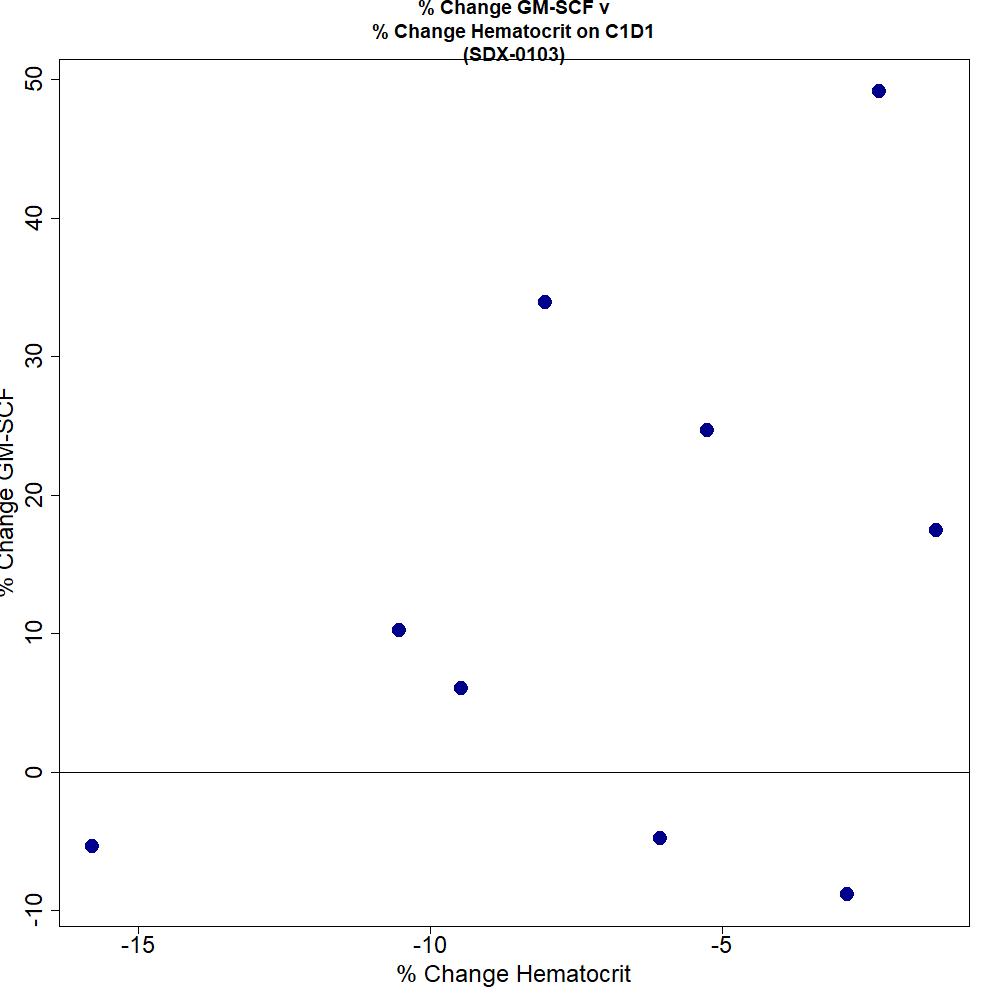 % Change GM-SCF v
% Change Hematocrit on C1D1
(SDX-0103)
% Change GM-SCF
50
40
30
20
10
0
-10
-15
-10
-5
% Change Hematocrit